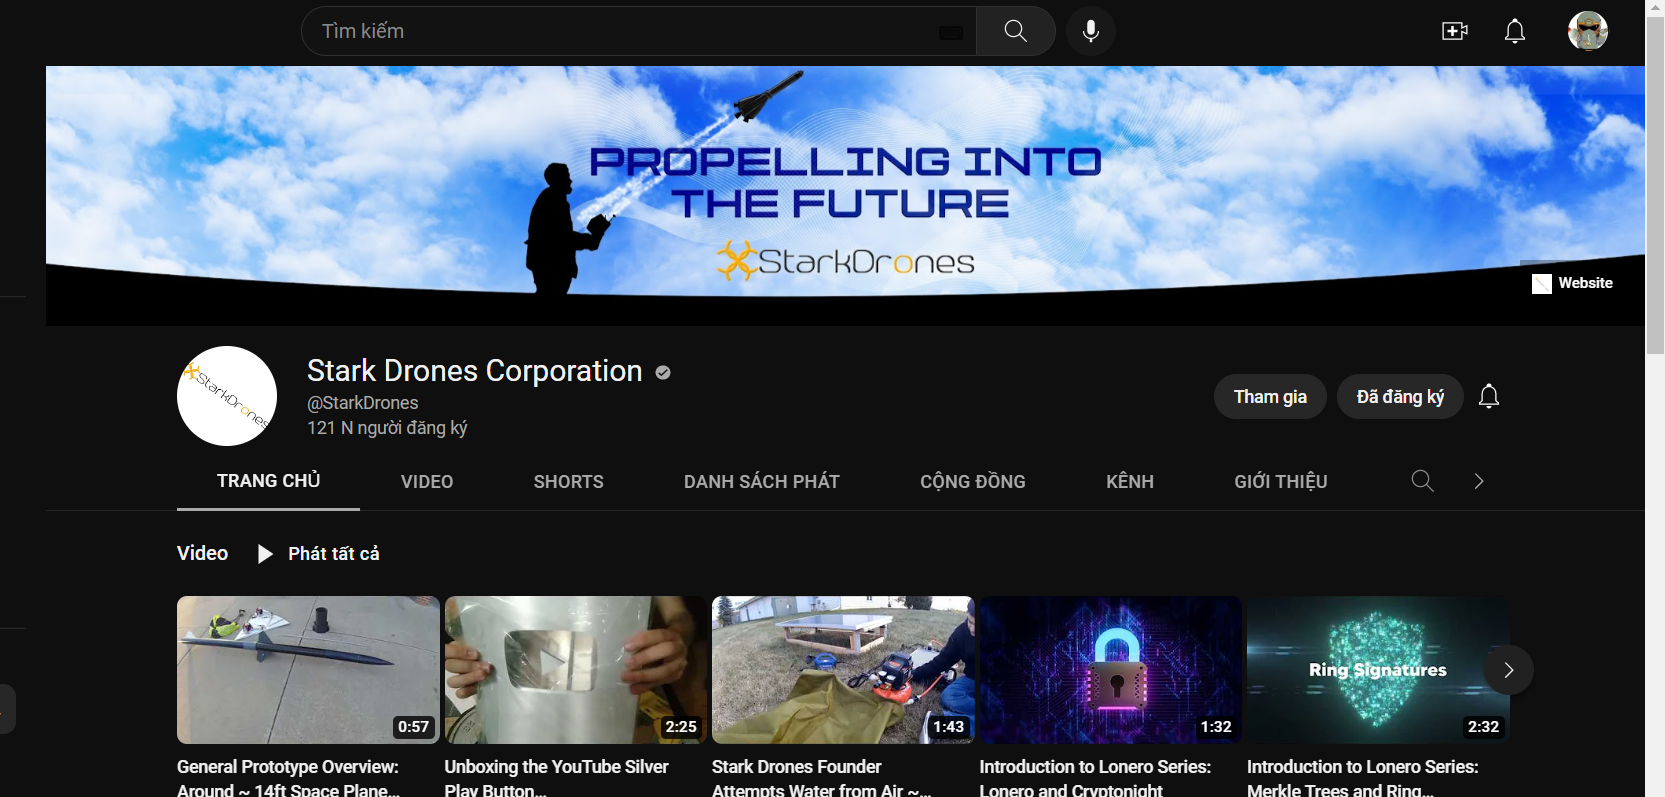 Tìm kiếm
PROPELLING INTO
THE FUTURE
StarkDrones
Website
StarkDrones
Stark Drones Corporation
@StarkDrones
121 N người đăng ký
Tham gia
Đã đăng ký
TRANG CHỦ
VIDEO
SHORTS
DANH SÁCH PHÁT
CỘNG ĐỒNG
KÊNH
GIỚI THIỆU
Video
Phát tất cả
0:57
2:25
1:43
1:32
Ring Signatures
2:32
General Prototype Overview:
Around ~ 14ft Space Plane...
Unboxing the YouTube Silver
Play Button...
Stark Drones Founder
Attempts Water from Air ~...
Introduction to Lonero Series:
Lonero and Cryptonight
Introduction to Lonero Series:
Merkle Trees and Ring...